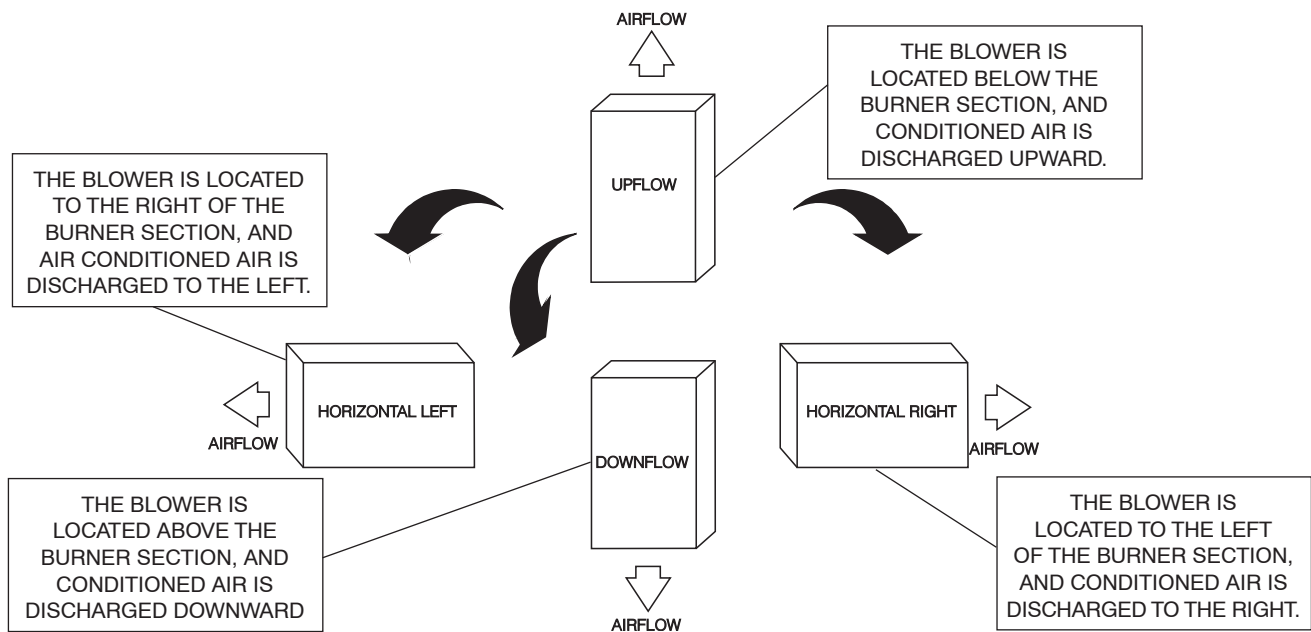 AIRFLOW
THE BLOWER IS
LOCATED BELOW THE
BURNER SECTION, AND
CONDITIONED AIR IS
DISCHARGED UPWARD.
THE BLOWER IS LOCATED
TO THE RIGHT OF THE
BURNER SECTION, AND
AIR CONDITIONED AIR IS
DISCHARGED TO THE LEFT.
UPFLOW
HORIZONTAL LEFT
AIRFLOW
HORIZONTAL RIGHT
AIRFLOW
DOWNFLOW
THE BLOWER IS
LOCATED ABOVE THE
BURNER SECTION, AND
CONDITIONED AIR IS
DISCHARGED DOWNWARD
THE BLOWER IS
LOCATED TO THE LEFT
OF THE BURNER SECTION,
AND CONDITIONED AIR IS
DISCHARGED TO THE RIGHT.
AIRFLOW